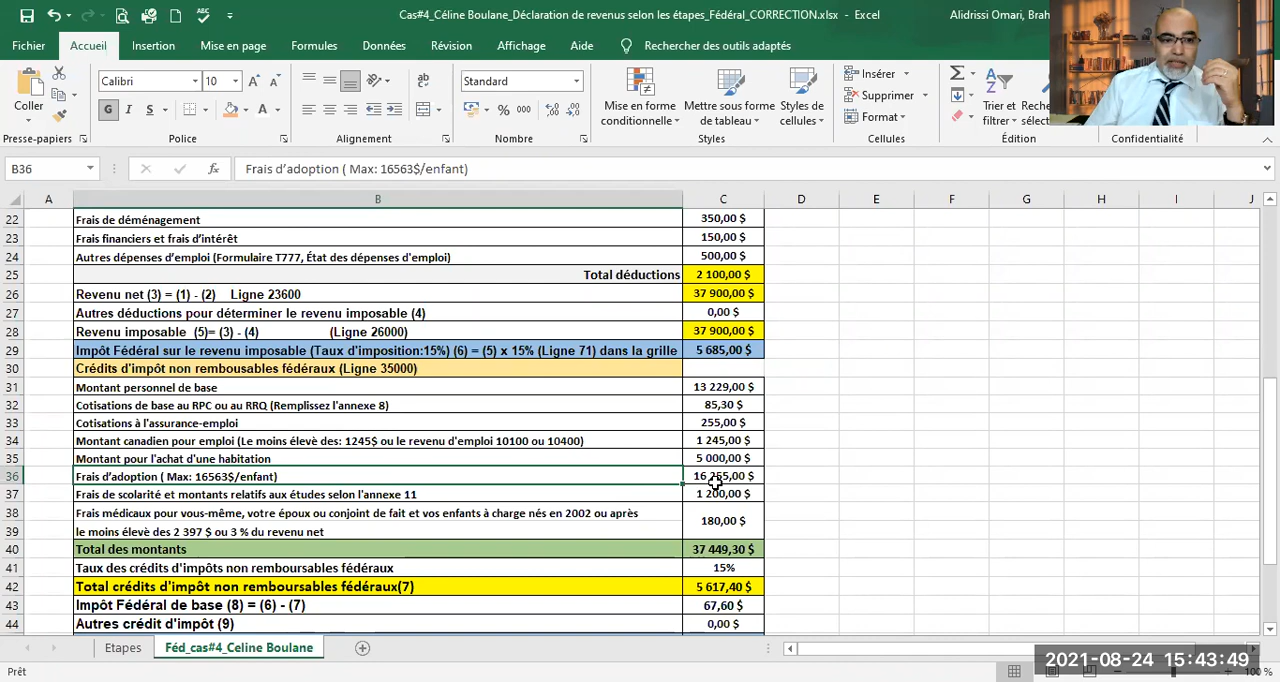 Cas#4_Céline Boulane_Déclaration de revenus selon les étapes_Fédéral_CORRECTION.xlsx – Excel
Alidrissi Omari, Brah
Fichier Accueil Insertion Mise en page Formules Données Révision Affichage Aide Rechercher des outils adaptés
Coller
Calibri 10
G I S
Standard
Mise en forme conditionnelle
Mettre sous forme de tableau
Styles de cellules
Insérer
Supprimer
Format
Trier et filtrer
Presse-papiers Police Alignement Nombre Styles Cellules Édition Confidentialité
B36 fx Frais d'adoption ( Max: 16563$/enfant)
A B C D E F G H I J
22 Frais de déménagement 350,00 $
23 Frais financiers et frais d'intérêt 150,00 $
24 Autres dépenses d'emploi (Formulaire T777, État des dépenses d'emploi) 500,00 $
25 Total déductions 2 100,00 $
26 Revenu net (3) = (1) - (2) Ligne 23600 37 900,00 $
27 Autres déductions pour déterminer le revenu imposable (4) 0,00 $
28 Revenu imposable (5)= (3) - (4) (Ligne 26000) 37 900,00 $
29 Impôt Fédéral sur le revenu imposable (Taux d'imposition:15%) (6) = (5) x 15% (Ligne 71) dans la grille 5 685,00 $
30 Crédits d'impôt non rembousables fédéraux (Ligne 35000)
31 Montant personnel de base 13 229,00 $
32 Cotisations de base au RPC ou au RRQ (Remplissez l'annexe 8) 85,30 $
33 Cotisations à l'assurance-emploi 255,00 $
34 Montant canadien pour emploi (Le moins élevè des: 1245$ ou le revenu d'emploi 10100 ou 10400) 1 245,00 $
35 Montant pour l'achat d'une habitation 5 000,00 $
36 Frais d'adoption ( Max: 16563$/enfant) 16 255,00 $
37 Frais de scolarité et montants relatifs aux études selon l'annexe 11 1 200,00 $
38 Frais médicaux pour vous-même, votre époux ou conjoint de fait et vos enfants à charge nés en 2002 ou après 180,00 $
39 le moins élevè des 2 397 $ ou 3 % du revenu net
40 Total des montants 37 449,30 $
41 Taux des crédits d'impôts non remboursables fédéraux 15%
42 Total crédits d'impôt non remboursables fédéraux(7) 5 617,40 $
43 Impôt Fédéral de base (8) = (6) - (7) 67,60 $
44 Autres crédit d'impôt (9) 0,00 $
Etapes Féd_cas#4_Celine Boulane
Prêt
2021-08-24 15:43:49
100 %